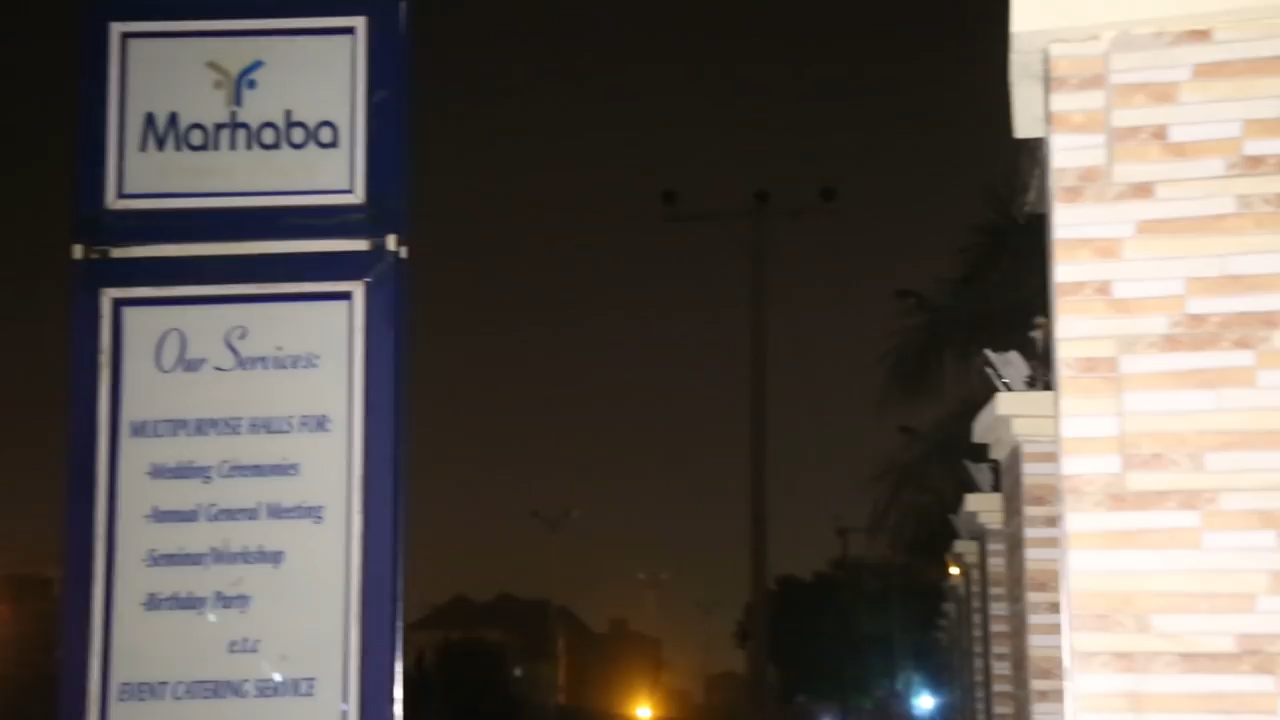 Marhaba
Our Services:
MULTIPURPOSE HALLS FOR:
-Wedding Ceremonies
-Annual General Meeting
-Seminar/Workshop
-Birthday Party
e.t.c
EVENT CATERING SERVICE